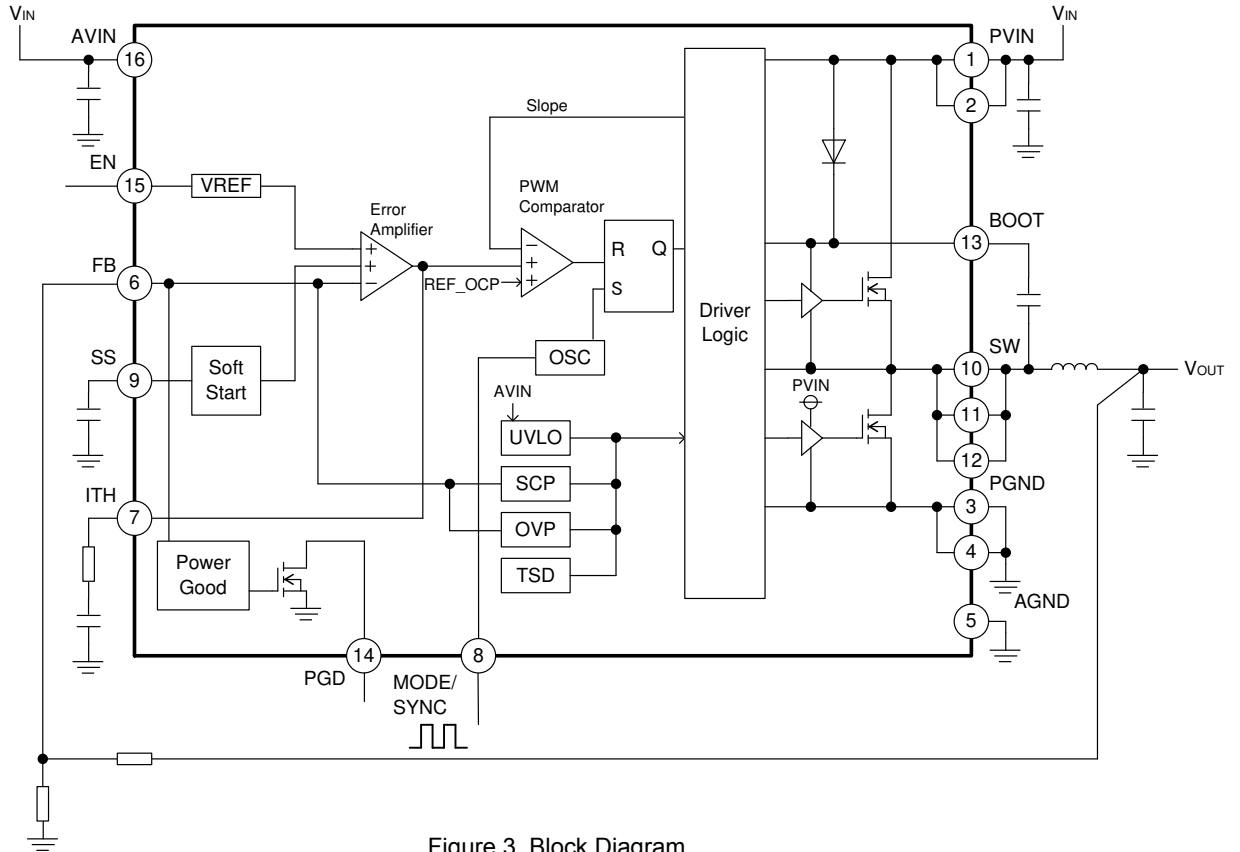 VIN
AVIN
16
VIN
PVIN
1
2
Slope
EN
15
VREF
Error
Amplifier
PWM
Comparator
BOOT
13
FB
6
+
+
−
−
+
+
REF_OCP
R
Q
S
Driver
Logic
SS
9
Soft
Start
OSC
SW
10
11
12
VOUT
AVIN
PVIN
UVLO
SCP
OVP
TSD
ITH
7
PGND
3
4
Power
Good
AGND
5
PGD
14
MODE/
SYNC
8
Figure 3. Block Diagram